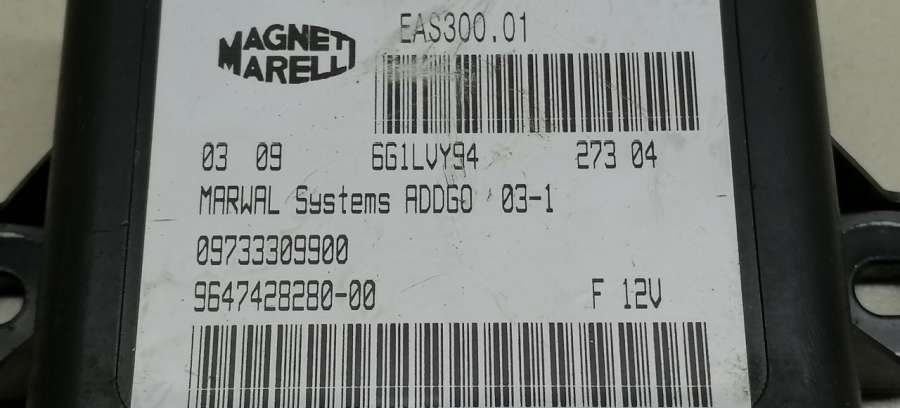 MAGNETI MARELLI
EAS300.01
03 09 6G1LVY94 273 04
MARWAL Systems ADDGO 03-1
09733309900
9647428280-00 F 12V